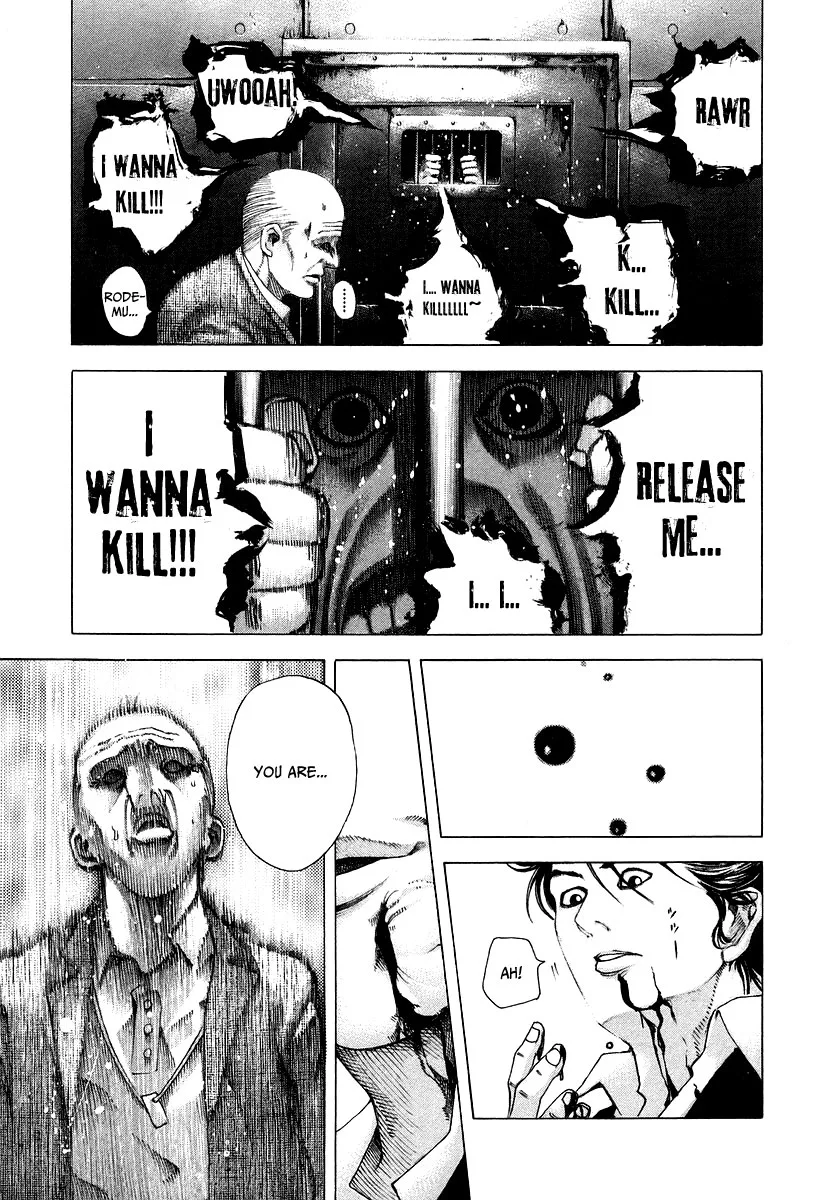 RAWR
UWOOAH!
I WANNA
KILL!!!
K...
KILL...
I... WANNA
KILLLLLLL~
......
RODE-
MU...
RELEASE
ME...
I... I...
I
WANNA
KILL!!!
AH!
YOU ARE...